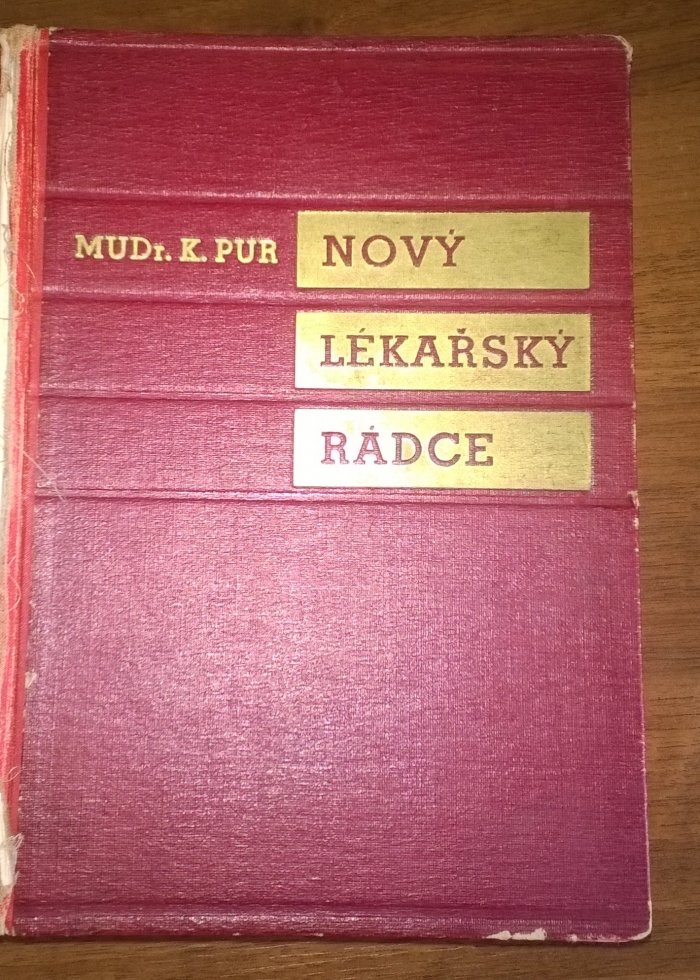 MUDr. K. PUR NOVÝ
LÉKAŘSKÝ
RÁDCE